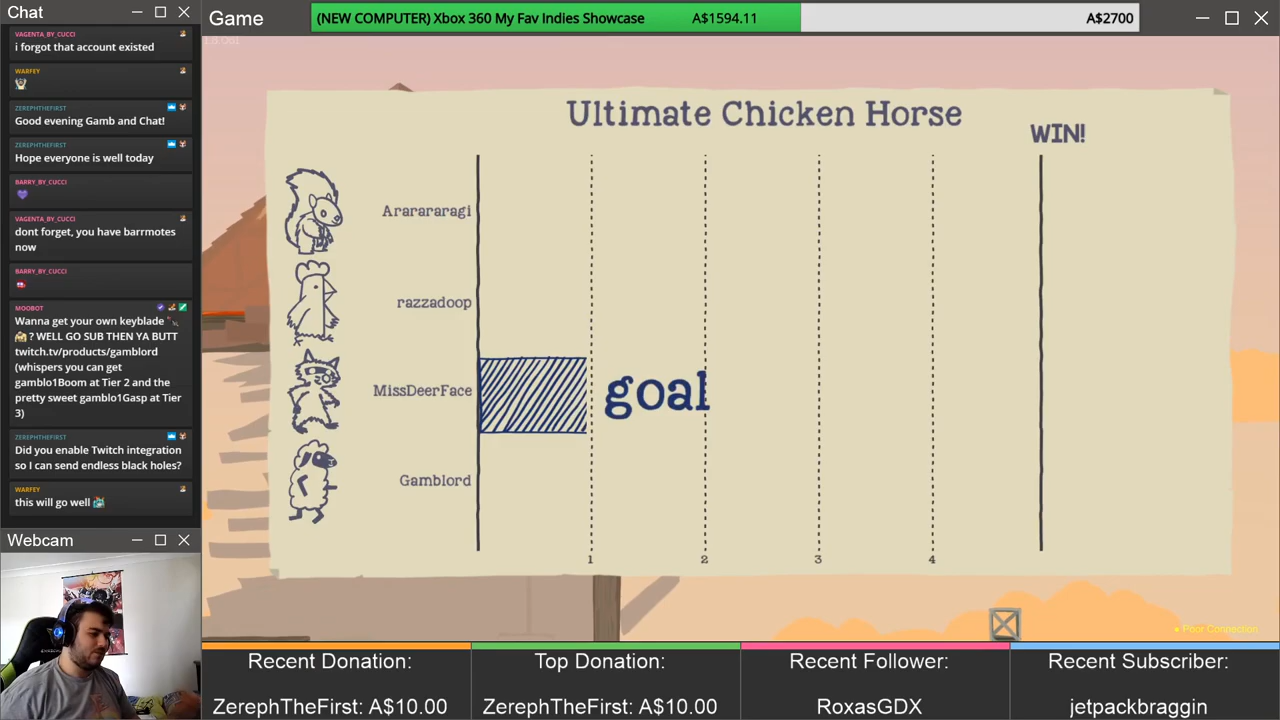 Chat
VAGENTA_BY_CUCCI
i forgot that account existed
WARFEY
ZEREPHTHEFIRST
Good evening Gamb and Chat!
ZEREPHTHEFIRST
Hope everyone is well today
BARRY_BY_CUCCI
VAGENTA_BY_CUCCI
dont forget, you have barrmotes
now
BARRY_BY_CUCCI
MOOBOT
Wanna get your own keyblade
? WELL GO SUB THEN YA BUTT
twitch.tv/products/gamblord
(whispers you can get
gamblo1Boom at Tier 2 and the
pretty sweet gamblo1Gasp at Tier
3)
ZEREPHTHEFIRST
Did you enable Twitch integration
so I can send endless black holes?
WARFEY
this will go well
Webcam
Game
(NEW COMPUTER) Xbox 360 My Fav Indies Showcase A$1594.11 A$2700
Ultimate Chicken Horse
WIN!
Ararararagi
razzadoop
MissDeerFace
goal
Gamblord
1 2 3 4
Poor Connection
Recent Donation:
ZerephTheFirst: A$10.00
Top Donation:
ZerephTheFirst: A$10.00
Recent Follower:
RoxasGDX
Recent Subscriber:
jetpackbraggin